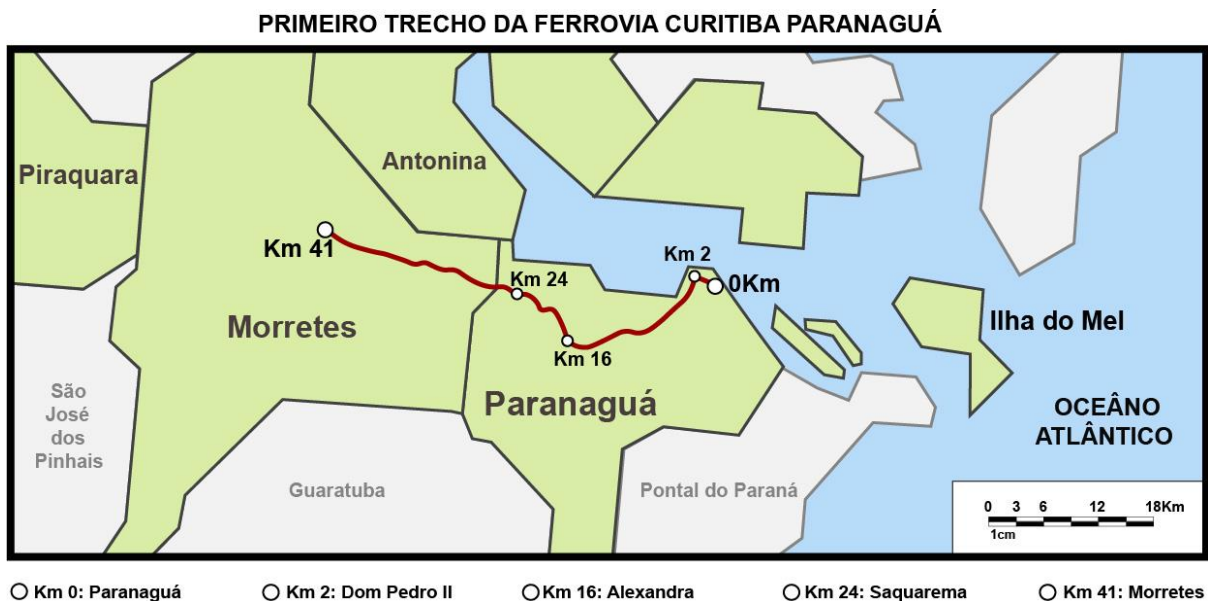 PRIMEIRO TRECHO DA FERROVIA CURITIBA PARANAGUÁ
Piraquara
Antonina
Km 41
Km 2
0Km
Km 24
Morretes
Ilha do Mel
Km 16
São
José
dos
Pinhais
Paranaguá
OCEÂNO
ATLÂNTICO
Guaratuba
Pontal do Paraná
0 3 6 12 18Km
1cm
Km 0: Paranaguá
Km 2: Dom Pedro II
Km 16: Alexandra
Km 24: Saquarema
Km 41: Morretes